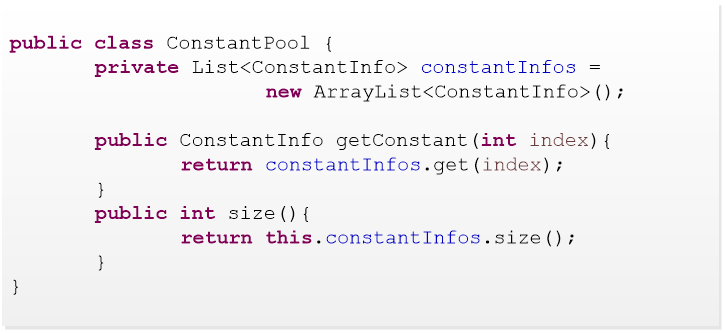 public class ConstantPool {
private List<ConstantInfo> constantInfos =
new ArrayList<ConstantInfo>();
public ConstantInfo getConstant(int index){
return constantInfos.get(index);
}
public int size(){
return this.constantInfos.size();
}
}